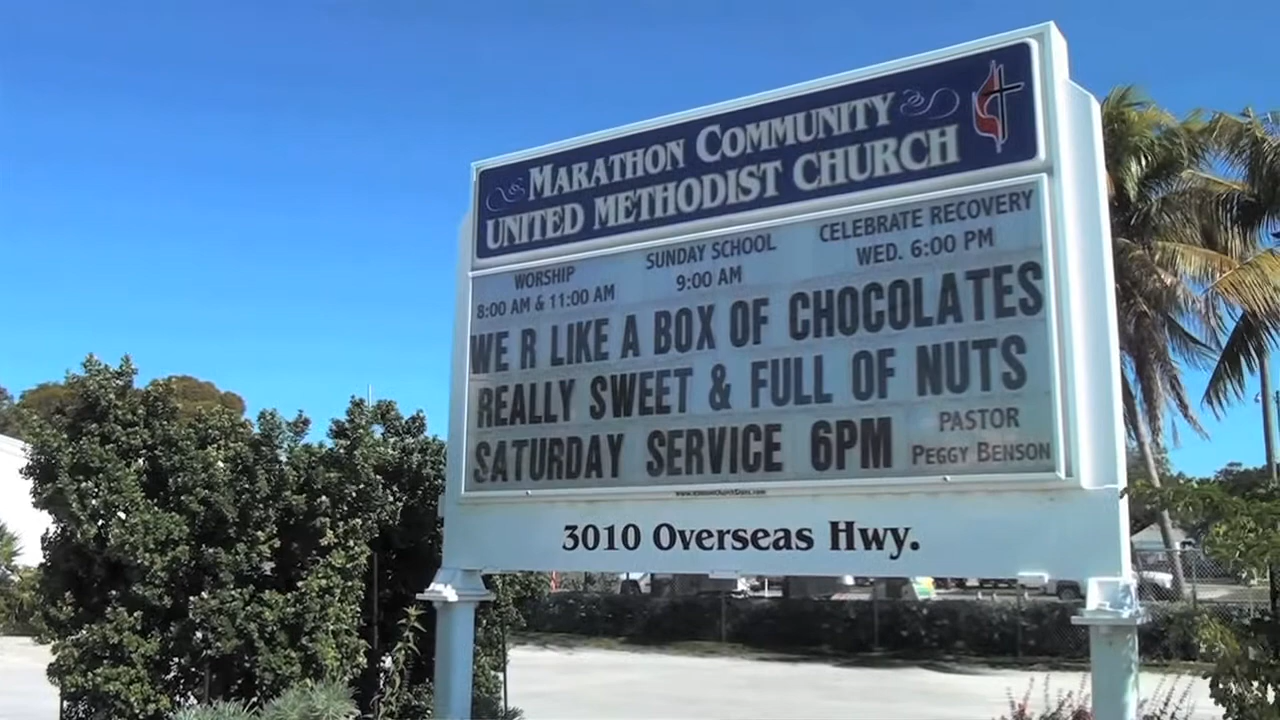 MARATHON COMMUNITY
UNITED METHODIST CHURCH
WORSHIP
8:00 AM & 11:00 AM
SUNDAY SCHOOL
9:00 AM
CELEBRATE RECOVERY
WED. 6:00 PM
WE R LIKE A BOX OF CHOCOLATES
REALLY SWEET & FULL OF NUTS
SATURDAY SERVICE 6PM
PASTOR
PEGGY BENSON
3010 Overseas Hwy.